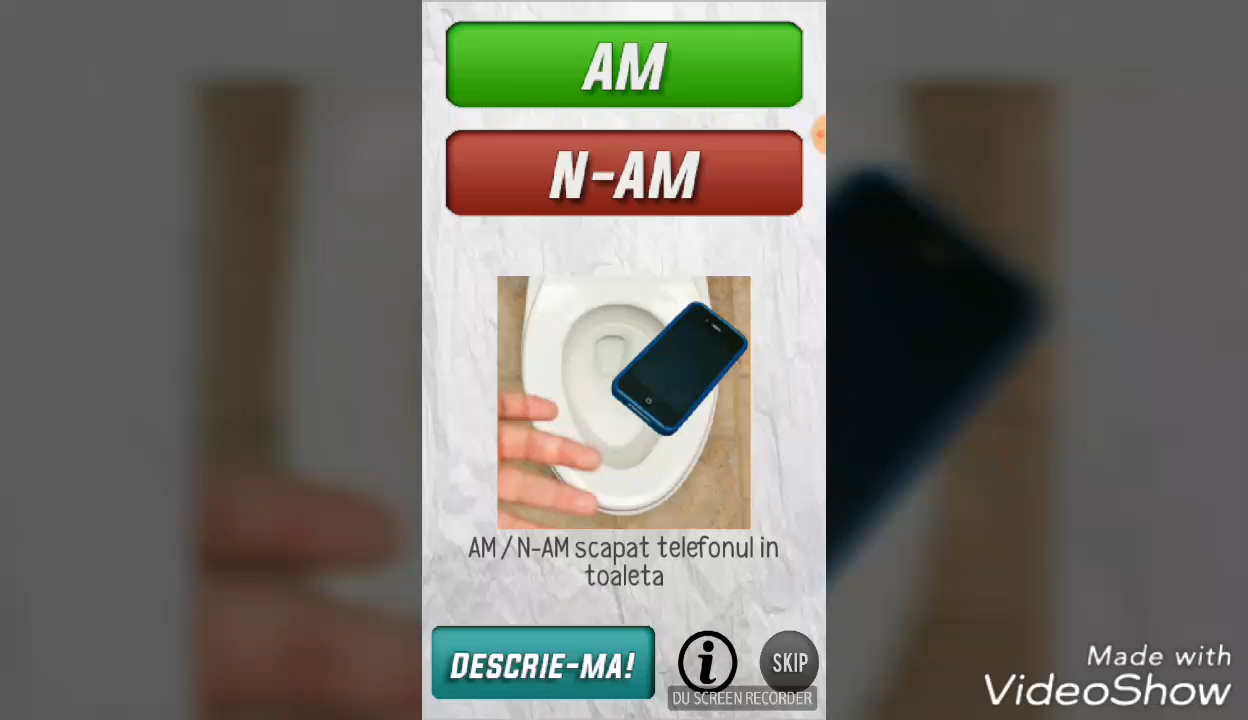 AM
N-AM
AM / N-AM scapat telefonul in
toaleta
DESCRIE-MA!
i
SKIP
DU SCREEN RECORDER
Made with
VideoShow